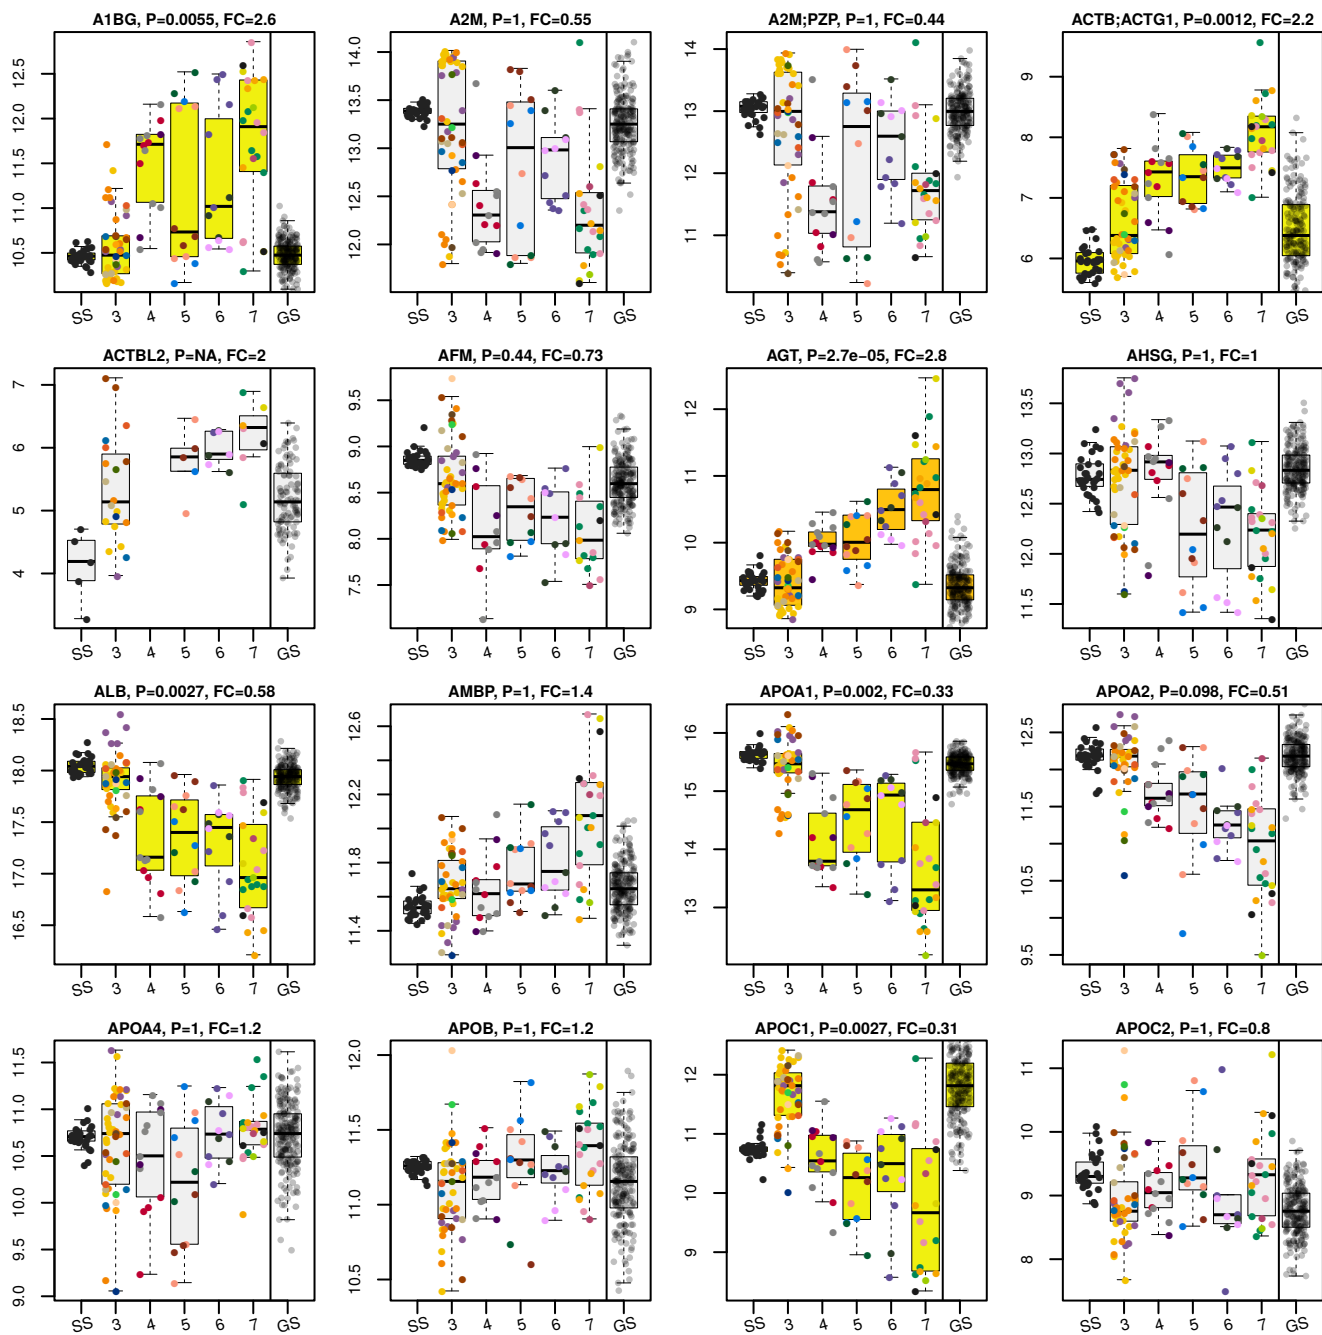 A1BG, P=0.0055, FC=2.6
10.5 11.0 11.5 12.0 12.5
SS 3 4 5 6 7 GS
A2M, P=1, FC=0.55
12.0 12.5 13.0 13.5 14.0
SS 3 4 5 6 7 GS
A2M;PZP, P=1, FC=0.44
11 12 13 14
SS 3 4 5 6 7 GS
ACTB;ACTG1, P=0.0012, FC=2.2
6 7 8 9
SS 3 4 5 6 7 GS
ACTBL2, P=NA, FC=2
4 5 6 7
SS 3 4 5 6 7 GS
AFM, P=0.44, FC=0.73
7.5 8.0 8.5 9.0 9.5
SS 3 4 5 6 7 GS
AGT, P=2.7e−05, FC=2.8
9 10 11 12
SS 3 4 5 6 7 GS
AHSG, P=1, FC=1
11.5 12.0 12.5 13.0 13.5
SS 3 4 5 6 7 GS
ALB, P=0.0027, FC=0.58
16.5 17.0 17.5 18.0 18.5
SS 3 4 5 6 7 GS
AMBP, P=1, FC=1.4
11.4 11.8 12.2 12.6
SS 3 4 5 6 7 GS
APOA1, P=0.002, FC=0.33
13 14 15 16
SS 3 4 5 6 7 GS
APOA2, P=0.098, FC=0.51
9.5 10.5 11.5 12.5
SS 3 4 5 6 7 GS
APOA4, P=1, FC=1.2
9.0 9.5 10.0 10.5 11.0 11.5
SS 3 4 5 6 7 GS
APOB, P=1, FC=1.2
10.5 11.0 11.5 12.0
SS 3 4 5 6 7 GS
APOC1, P=0.0027, FC=0.31
9 10 11 12
SS 3 4 5 6 7 GS
APOC2, P=1, FC=0.8
8 9 10 11
SS 3 4 5 6 7 GS